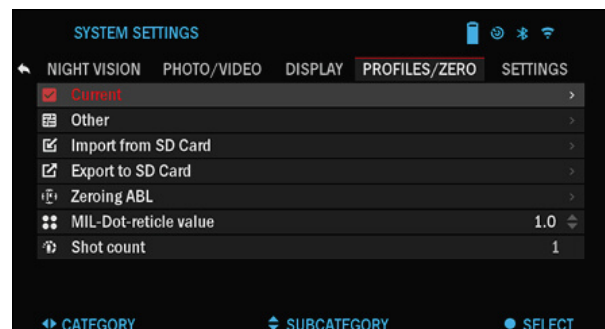 SYSTEM SETTINGS
NIGHT VISION PHOTO/VIDEO DISPLAY PROFILES/ZERO SETTINGS
Current
Other
Import from SD Card
Export to SD Card
Zeroing ABL
MIL-Dot-reticle value 1.0
Shot count 1
CATEGORY SUBCATEGORY SELECT